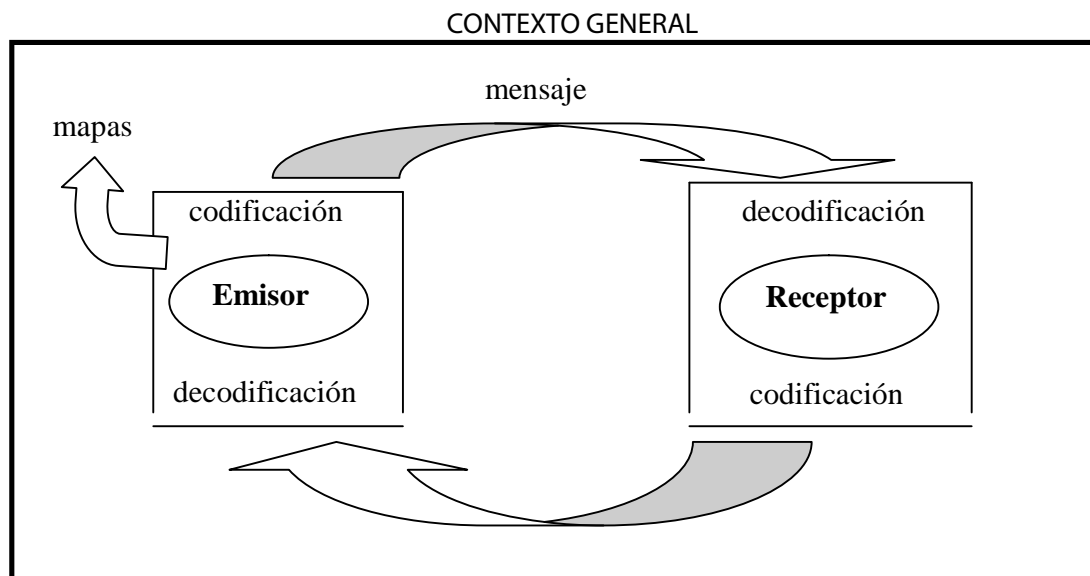 CONTEXTO GENERAL
mensaje
mapas
codificación
decodificación
Emisor
Receptor
decodificación
codificación